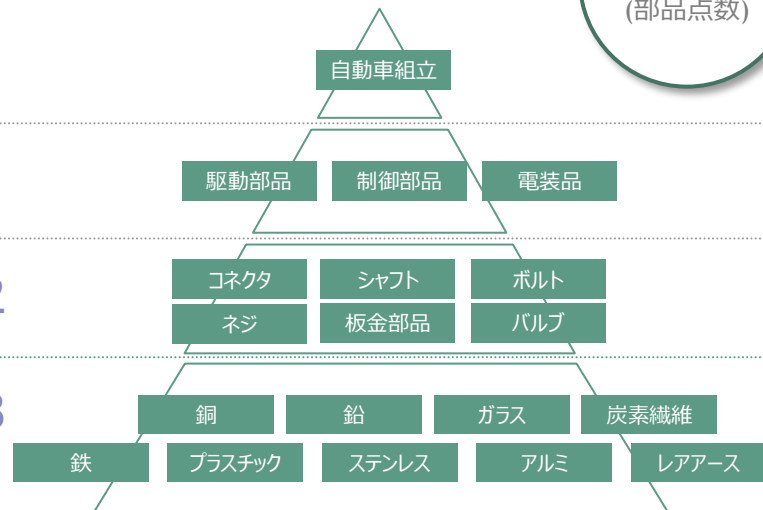 (部品点数)
自動車組立
駆動部品 制御部品 電装品
コネクタ シャフト ボルト
2
ネジ 板金部品 バルブ
3
銅 鉛 ガラス 炭素繊維
鉄 プラスチック ステンレス アルミ レアアース